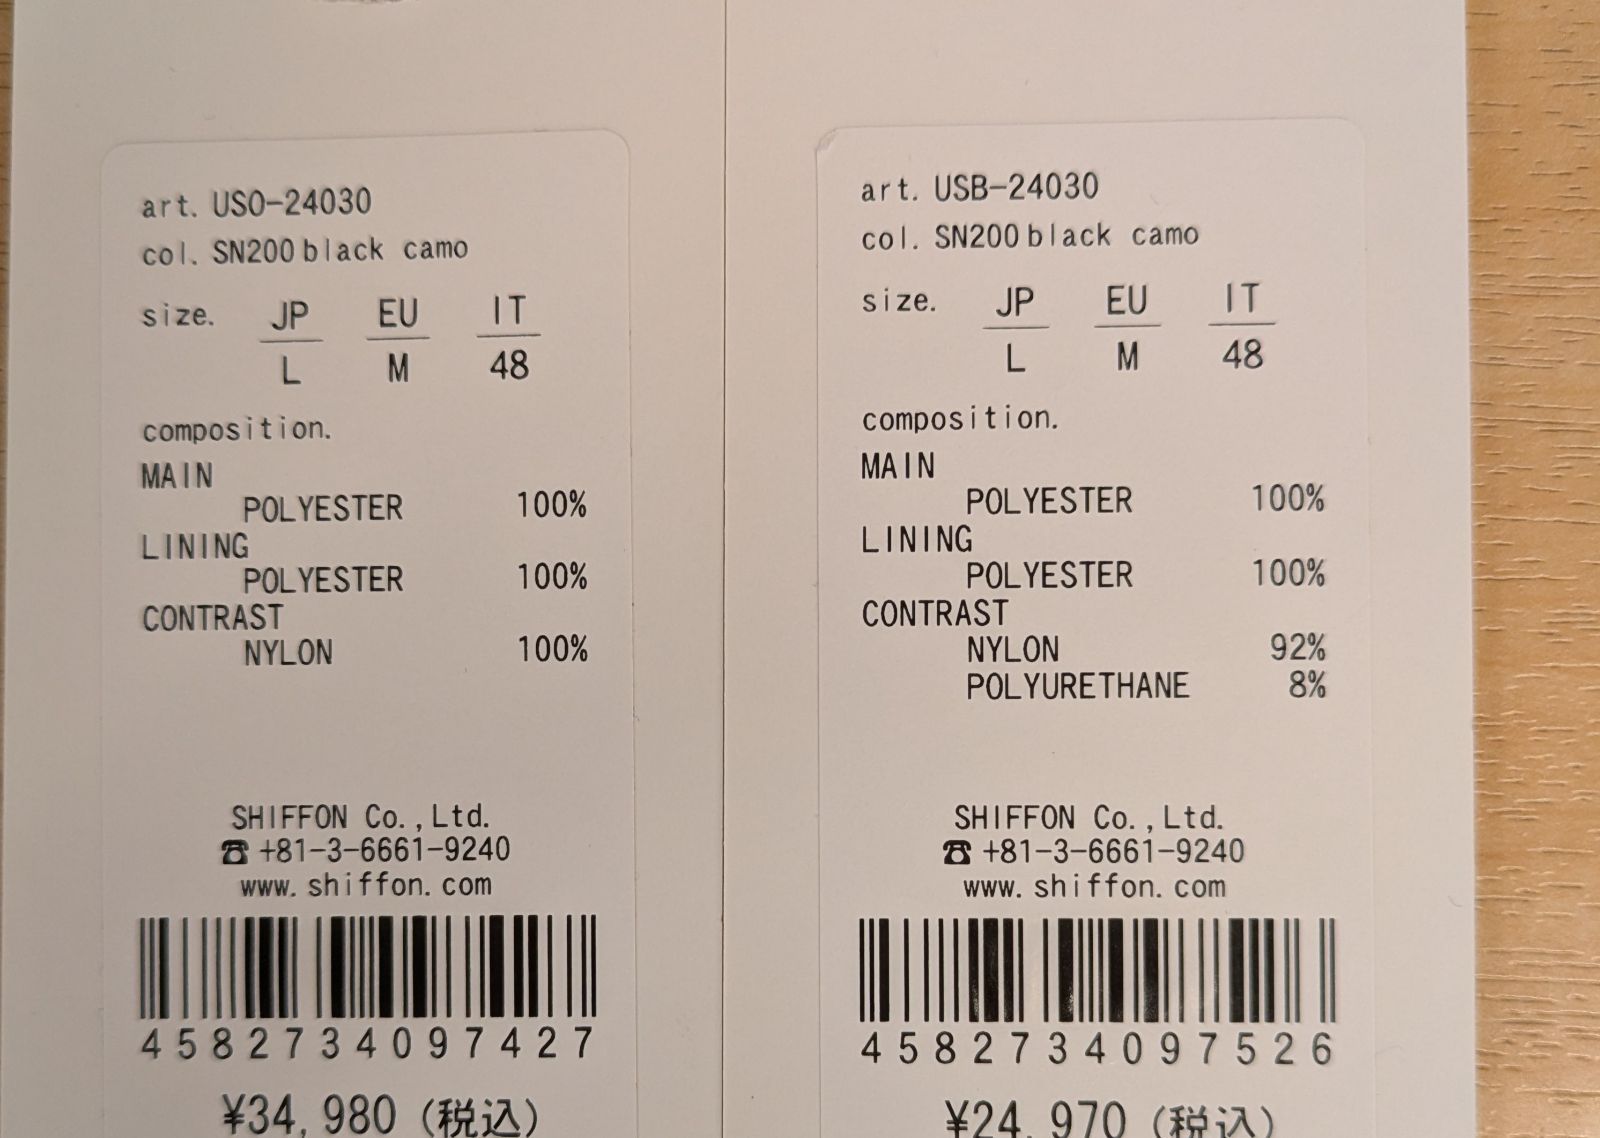 art. USO-24030
col. SN200 black camo
size. JP EU IT
L M 48
composition.
MAIN
POLYESTER 100%
LINING
POLYESTER 100%
CONTRAST
NYLON 100%
SHIFFON Co.,Ltd.
☎ +81-3-6661-9240
www.shiffon.com
4582734097427
¥34,980 (税込)
art. USB-24030
col. SN200 black camo
size. JP EU IT
L M 48
composition.
MAIN
POLYESTER 100%
LINING
POLYESTER 100%
CONTRAST
NYLON 92%
POLYURETHANE 8%
SHIFFON Co.,Ltd.
☎ +81-3-6661-9240
www.shiffon.com
4582734097526
¥24,970 (税込)